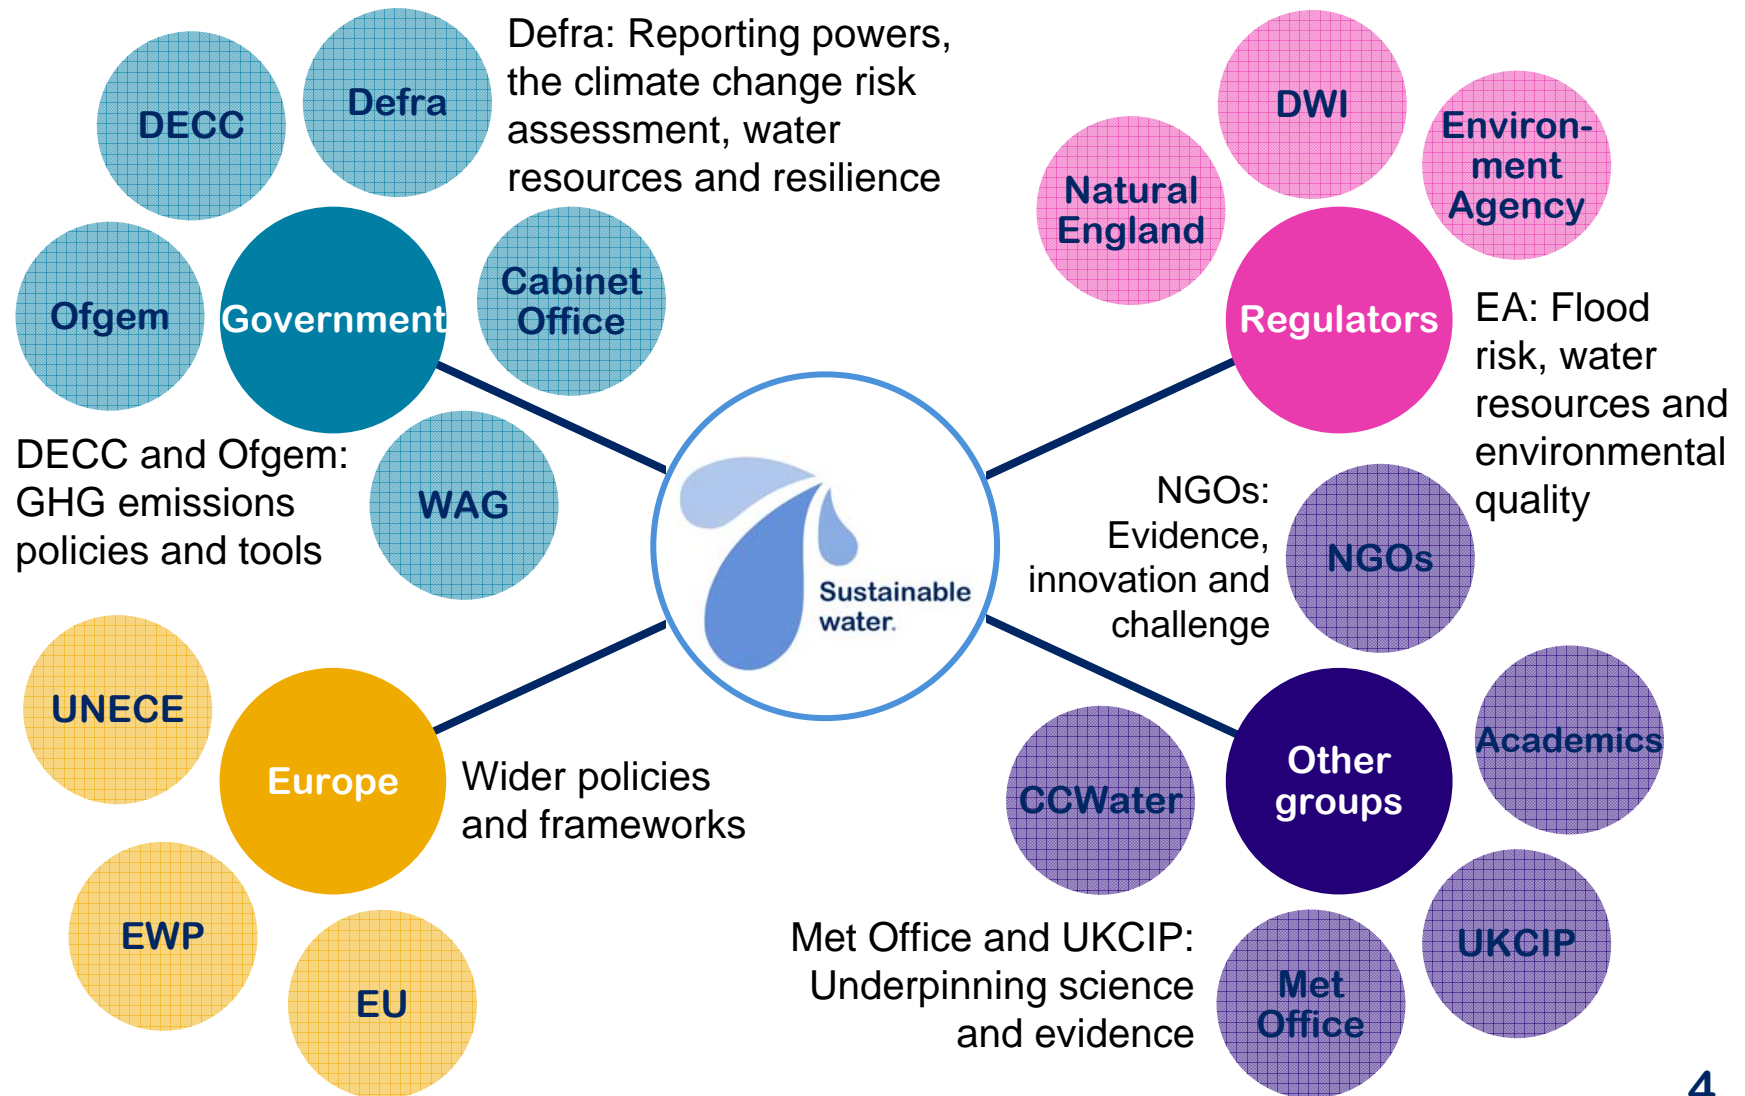 Defra: Reporting powers,
the climate change risk
assessment, water
resources and resilience
DECC
Defra
Ofgem
Government
Cabinet
Office
WAG
DECC and Ofgem:
GHG emissions
policies and tools
DWI
Natural
England
Environ-
ment
Agency
Regulators
EA: Flood
risk, water
resources and
environmental
quality
Sustainable
water.
NGOs:
Evidence,
innovation and
challenge
NGOs
UNECE
Europe
EWP
EU
Wider policies
and frameworks
CCWater
Other
groups
Academics
UKCIP
Met
Office
Met Office and UKCIP:
Underpinning science
and evidence
4